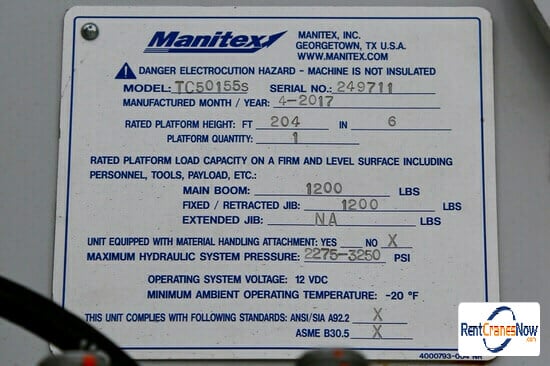 Manitex
MANITEX, INC.
GEORGETOWN, TX U.S.A.
WWW.MANITEX.COM
DANGER ELECTROCUTION HAZARD - MACHINE IS NOT INSULATED
MODEL: TC50155S SERIAL NO.: 249711
MANUFACTURED MONTH / YEAR: 4-2017
RATED PLATFORM HEIGHT: FT 204 IN 6
PLATFORM QUANTITY: 1
RATED PLATFORM LOAD CAPACITY ON A FIRM AND LEVEL SURFACE INCLUDING
PERSONNEL, TOOLS, PAYLOAD, ETC.:
MAIN BOOM: 1200 LBS
FIXED / RETRACTED JIB: 1200 LBS
EXTENDED JIB: NA LBS
UNIT EQUIPPED WITH MATERIAL HANDLING ATTACHMENT: YES NO X
MAXIMUM HYDRAULIC SYSTEM PRESSURE: 2275-3250 PSI
OPERATING SYSTEM VOLTAGE: 12 VDC
MINIMUM AMBIENT OPERATING TEMPERATURE: -20 °F
THIS UNIT COMPLIES WITH FOLLOWING STANDARDS: ANSI/SIA A92.2 X
ASME B30.5 X
4000793-004 NR
RentCranesNow
.com